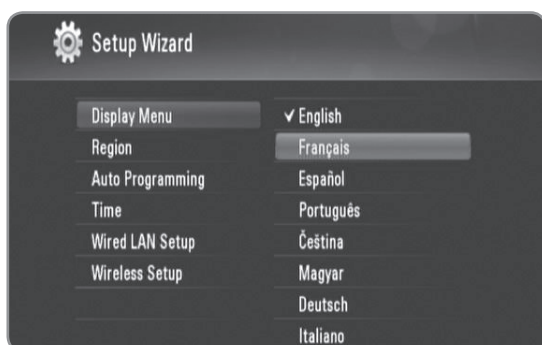 Setup Wizard
Display Menu
Region
Auto Programming
Time
Wired LAN Setup
Wireless Setup
✔ English
Français
Español
Português
Čeština
Magyar
Deutsch
Italiano